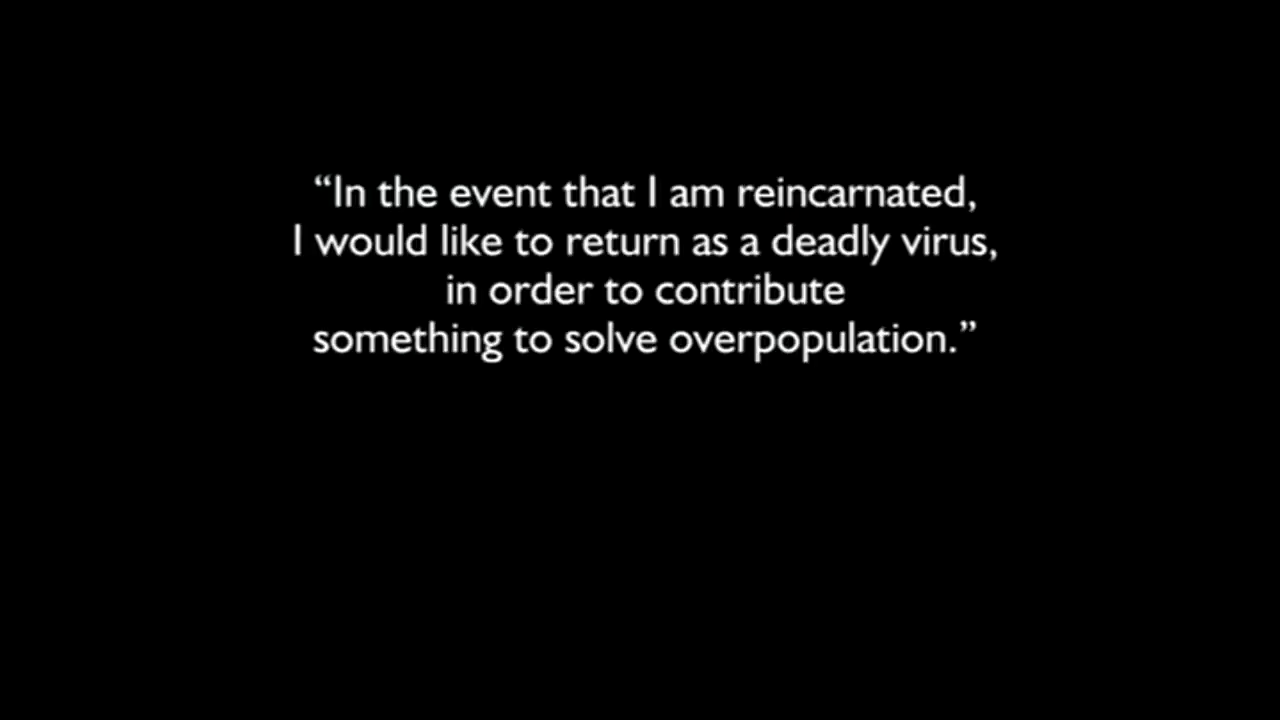 “In the event that I am reincarnated,
I would like to return as a deadly virus,
in order to contribute
something to solve overpopulation.”